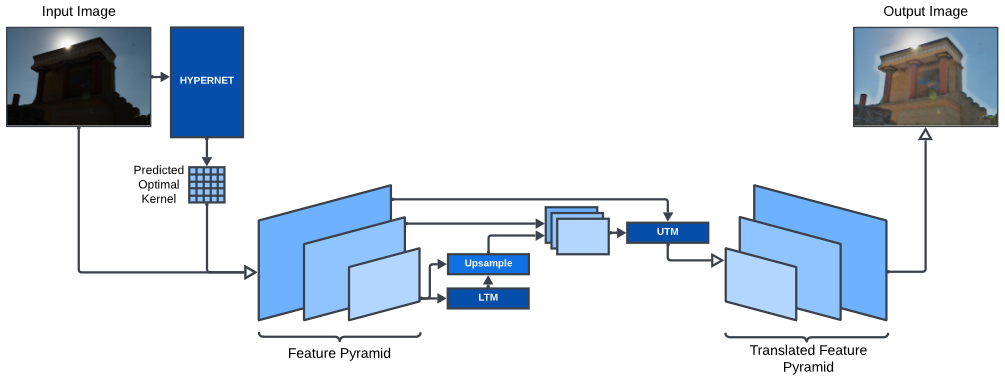 Input Image
Output Image
HYPERNET
Predicted
Optimal
Kernel
UTM
Upsample
LTM
Feature Pyramid
Translated Feature
Pyramid